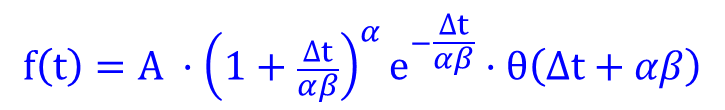 f(t) = A · (1 + Δt/αβ)^α e^(−Δt/αβ) · θ(Δt + αβ)